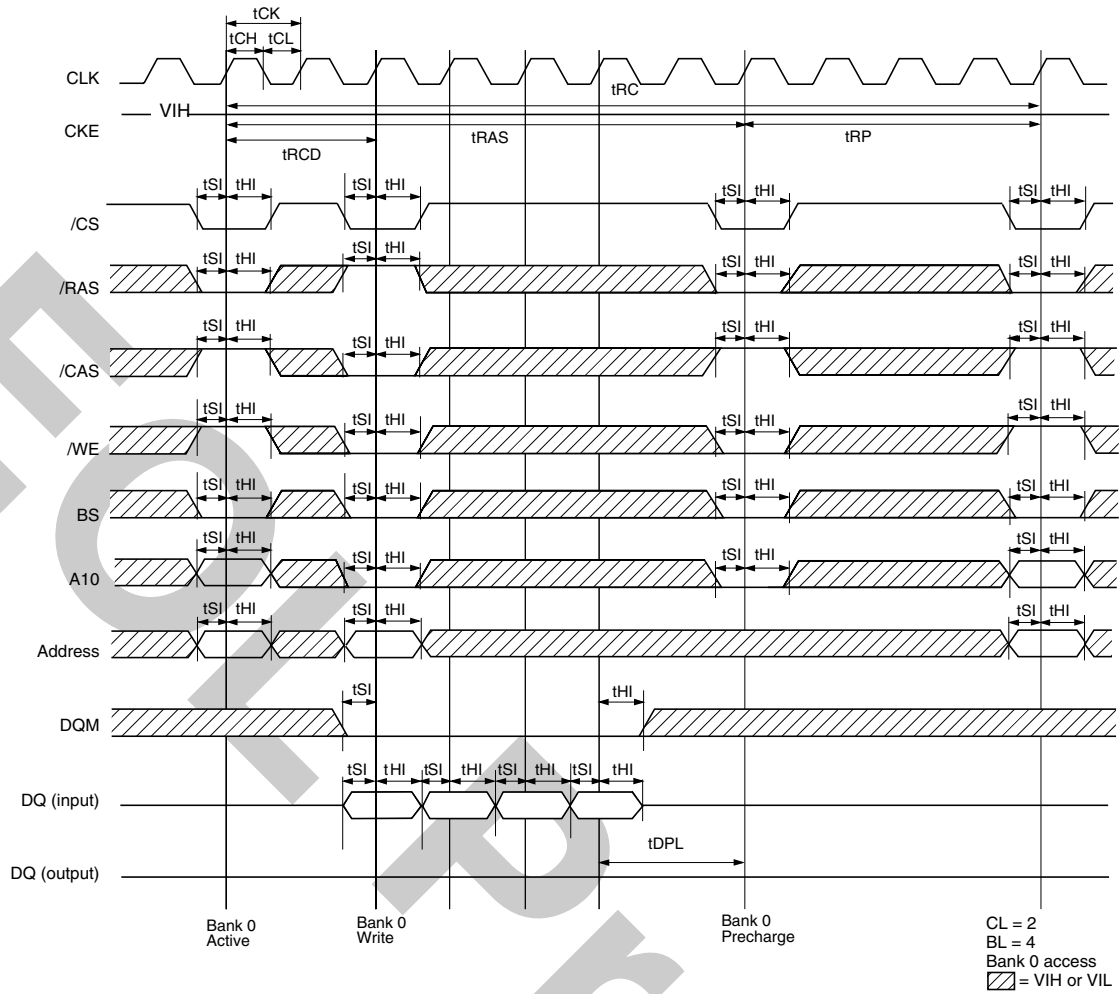 tCK
tCH tCL
CLK
tRC
VIH
CKE
tRAS tRP
tRCD
tSI tHI tSI tHI tSI tHI tSI tHI
/CS
tSI tHI
tSI tHI tSI tHI tSI tHI
/RAS
tSI tHI tSI tHI tSI tHI tSI tHI
/CAS
tSI tHI tSI tHI tSI tHI tSI tHI
/WE
tSI tHI tSI tHI tSI tHI tSI tHI
BS
tSI tHI tSI tHI tSI tHI tSI tHI
A10
tSI tHI tSI tHI tSI tHI
Address
tSI tHI
DQM
tSI tHI tSI tHI tSI tHI tSI tHI
DQ (input)
tDPL
DQ (output)
Bank 0
Active
Bank 0
Write
Bank 0
Precharge
CL = 2
BL = 4
Bank 0 access
= VIH or VIL